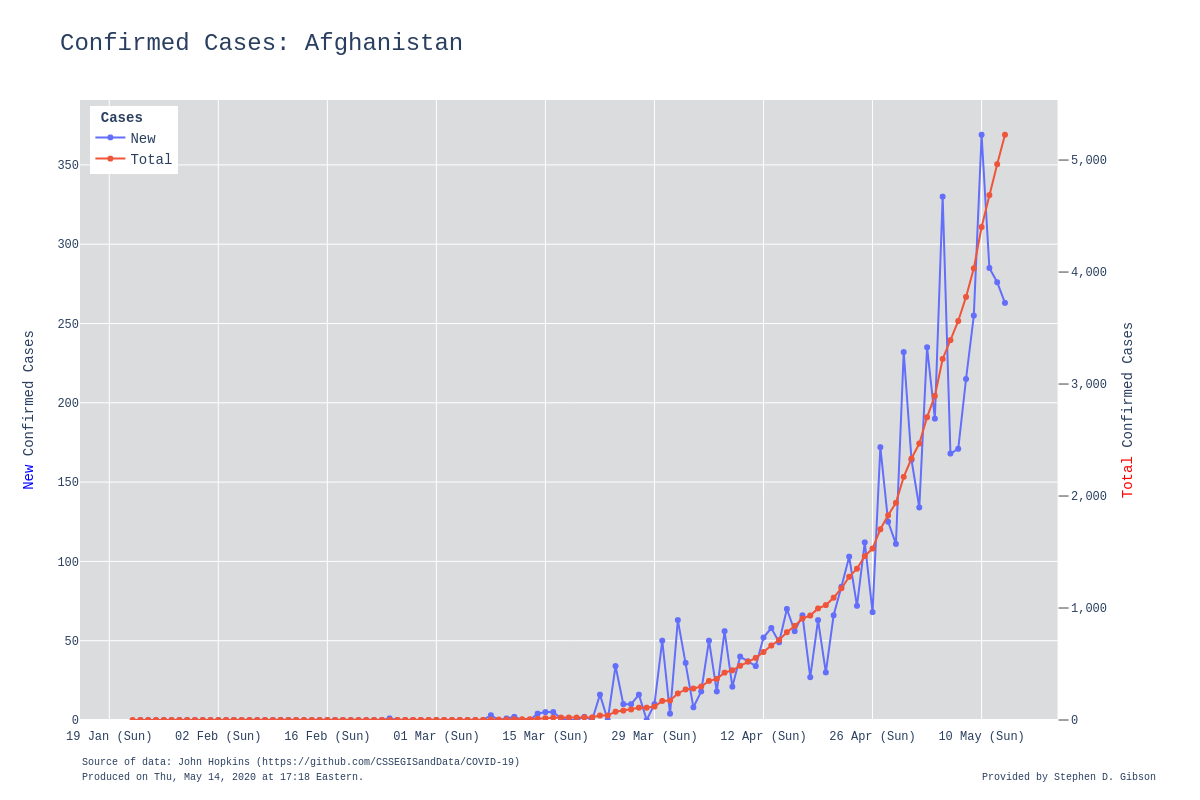 Confirmed Cases: Afghanistan
Cases
New
Total
350
300
250
200
150
100
50
0
5,000
4,000
3,000
2,000
1,000
0
New Confirmed Cases
Total Confirmed Cases
19 Jan (Sun) 02 Feb (Sun) 16 Feb (Sun) 01 Mar (Sun) 15 Mar (Sun) 29 Mar (Sun) 12 Apr (Sun) 26 Apr (Sun) 10 May (Sun)
Source of data: John Hopkins (https://github.com/CSSEGISandData/COVID-19)
Produced on Thu, May 14, 2020 at 17:18 Eastern.
Provided by Stephen D. Gibson